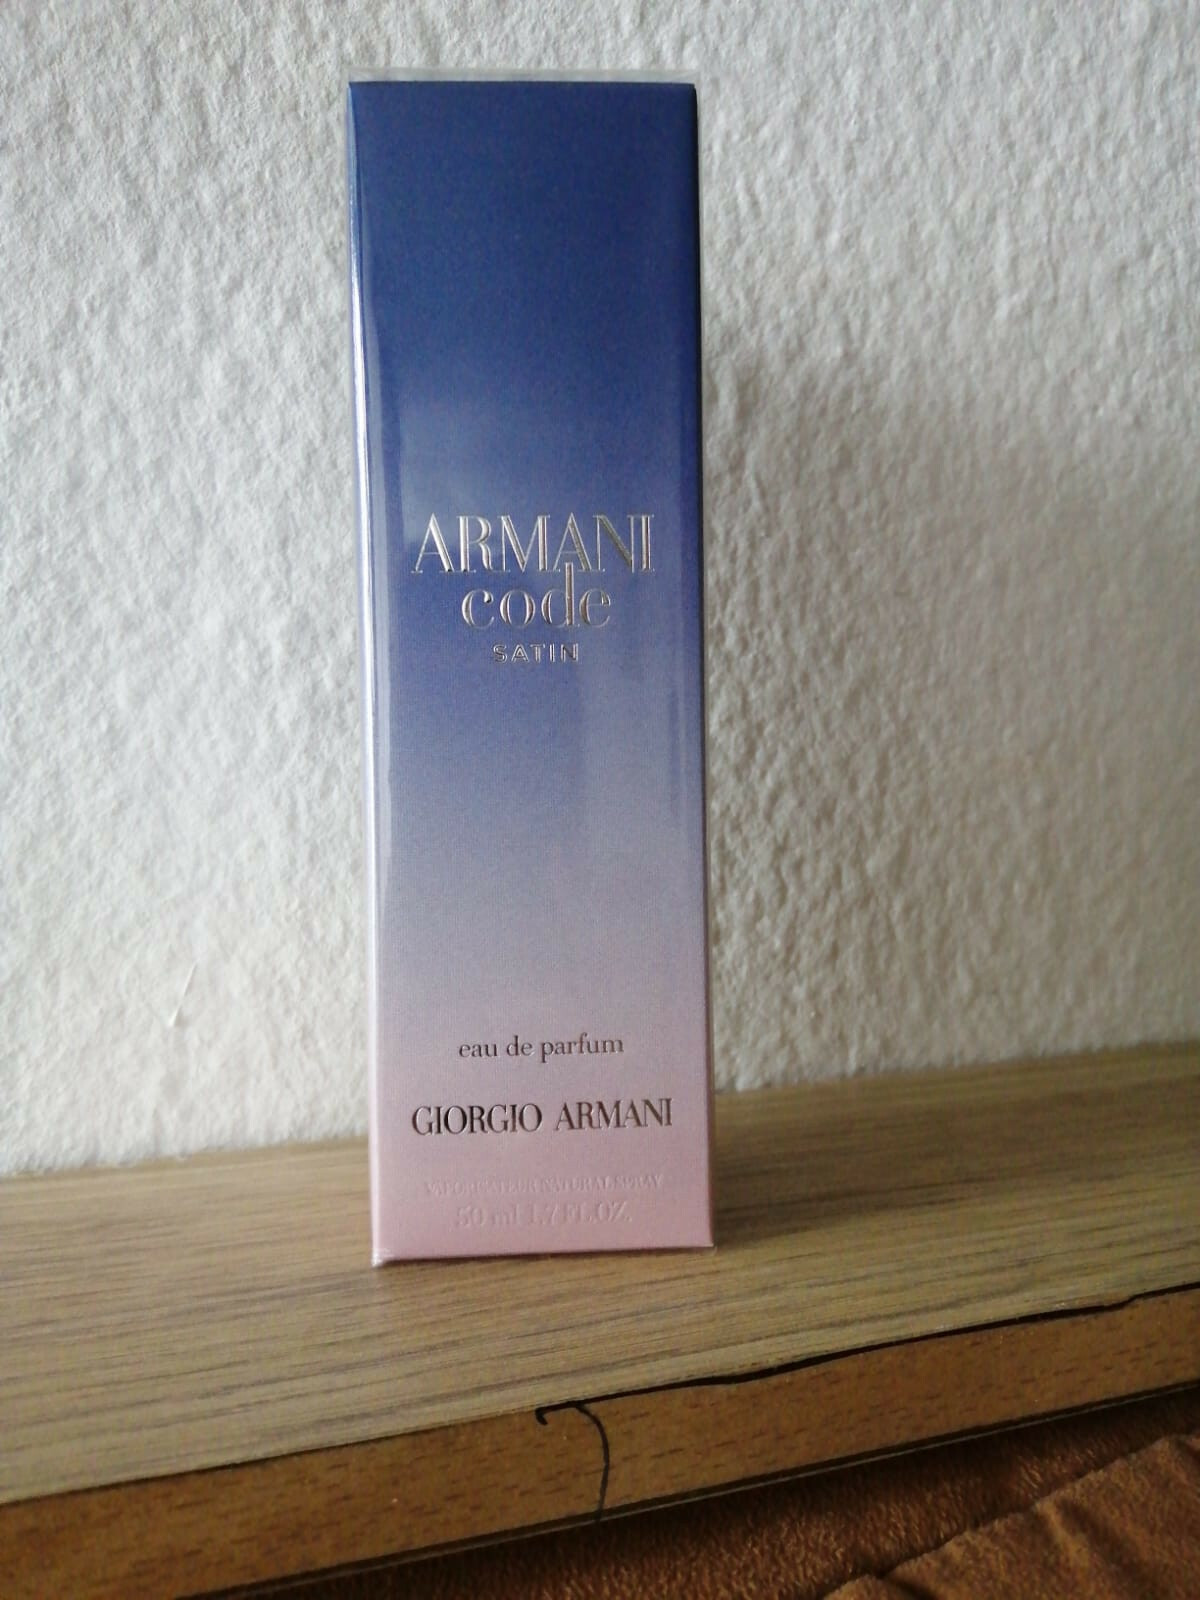 ARMANI
code
SATIN
eau de parfum
GIORGIO ARMANI
VAPORISATEUR NATURAL SPRAY
50 ml 1.7 FL.OZ.